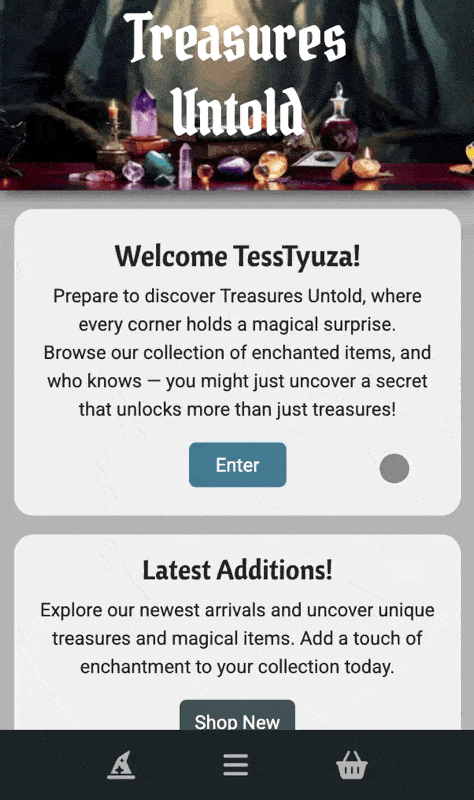 Treasures
Untold
Welcome TessTyuza!
Prepare to discover Treasures Untold, where
every corner holds a magical surprise.
Browse our collection of enchanted items, and
who knows — you might just uncover a secret
that unlocks more than just treasures!
Enter
Latest Additions!
Explore our newest arrivals and uncover unique
treasures and magical items. Add a touch of
enchantment to your collection today.
Shop New